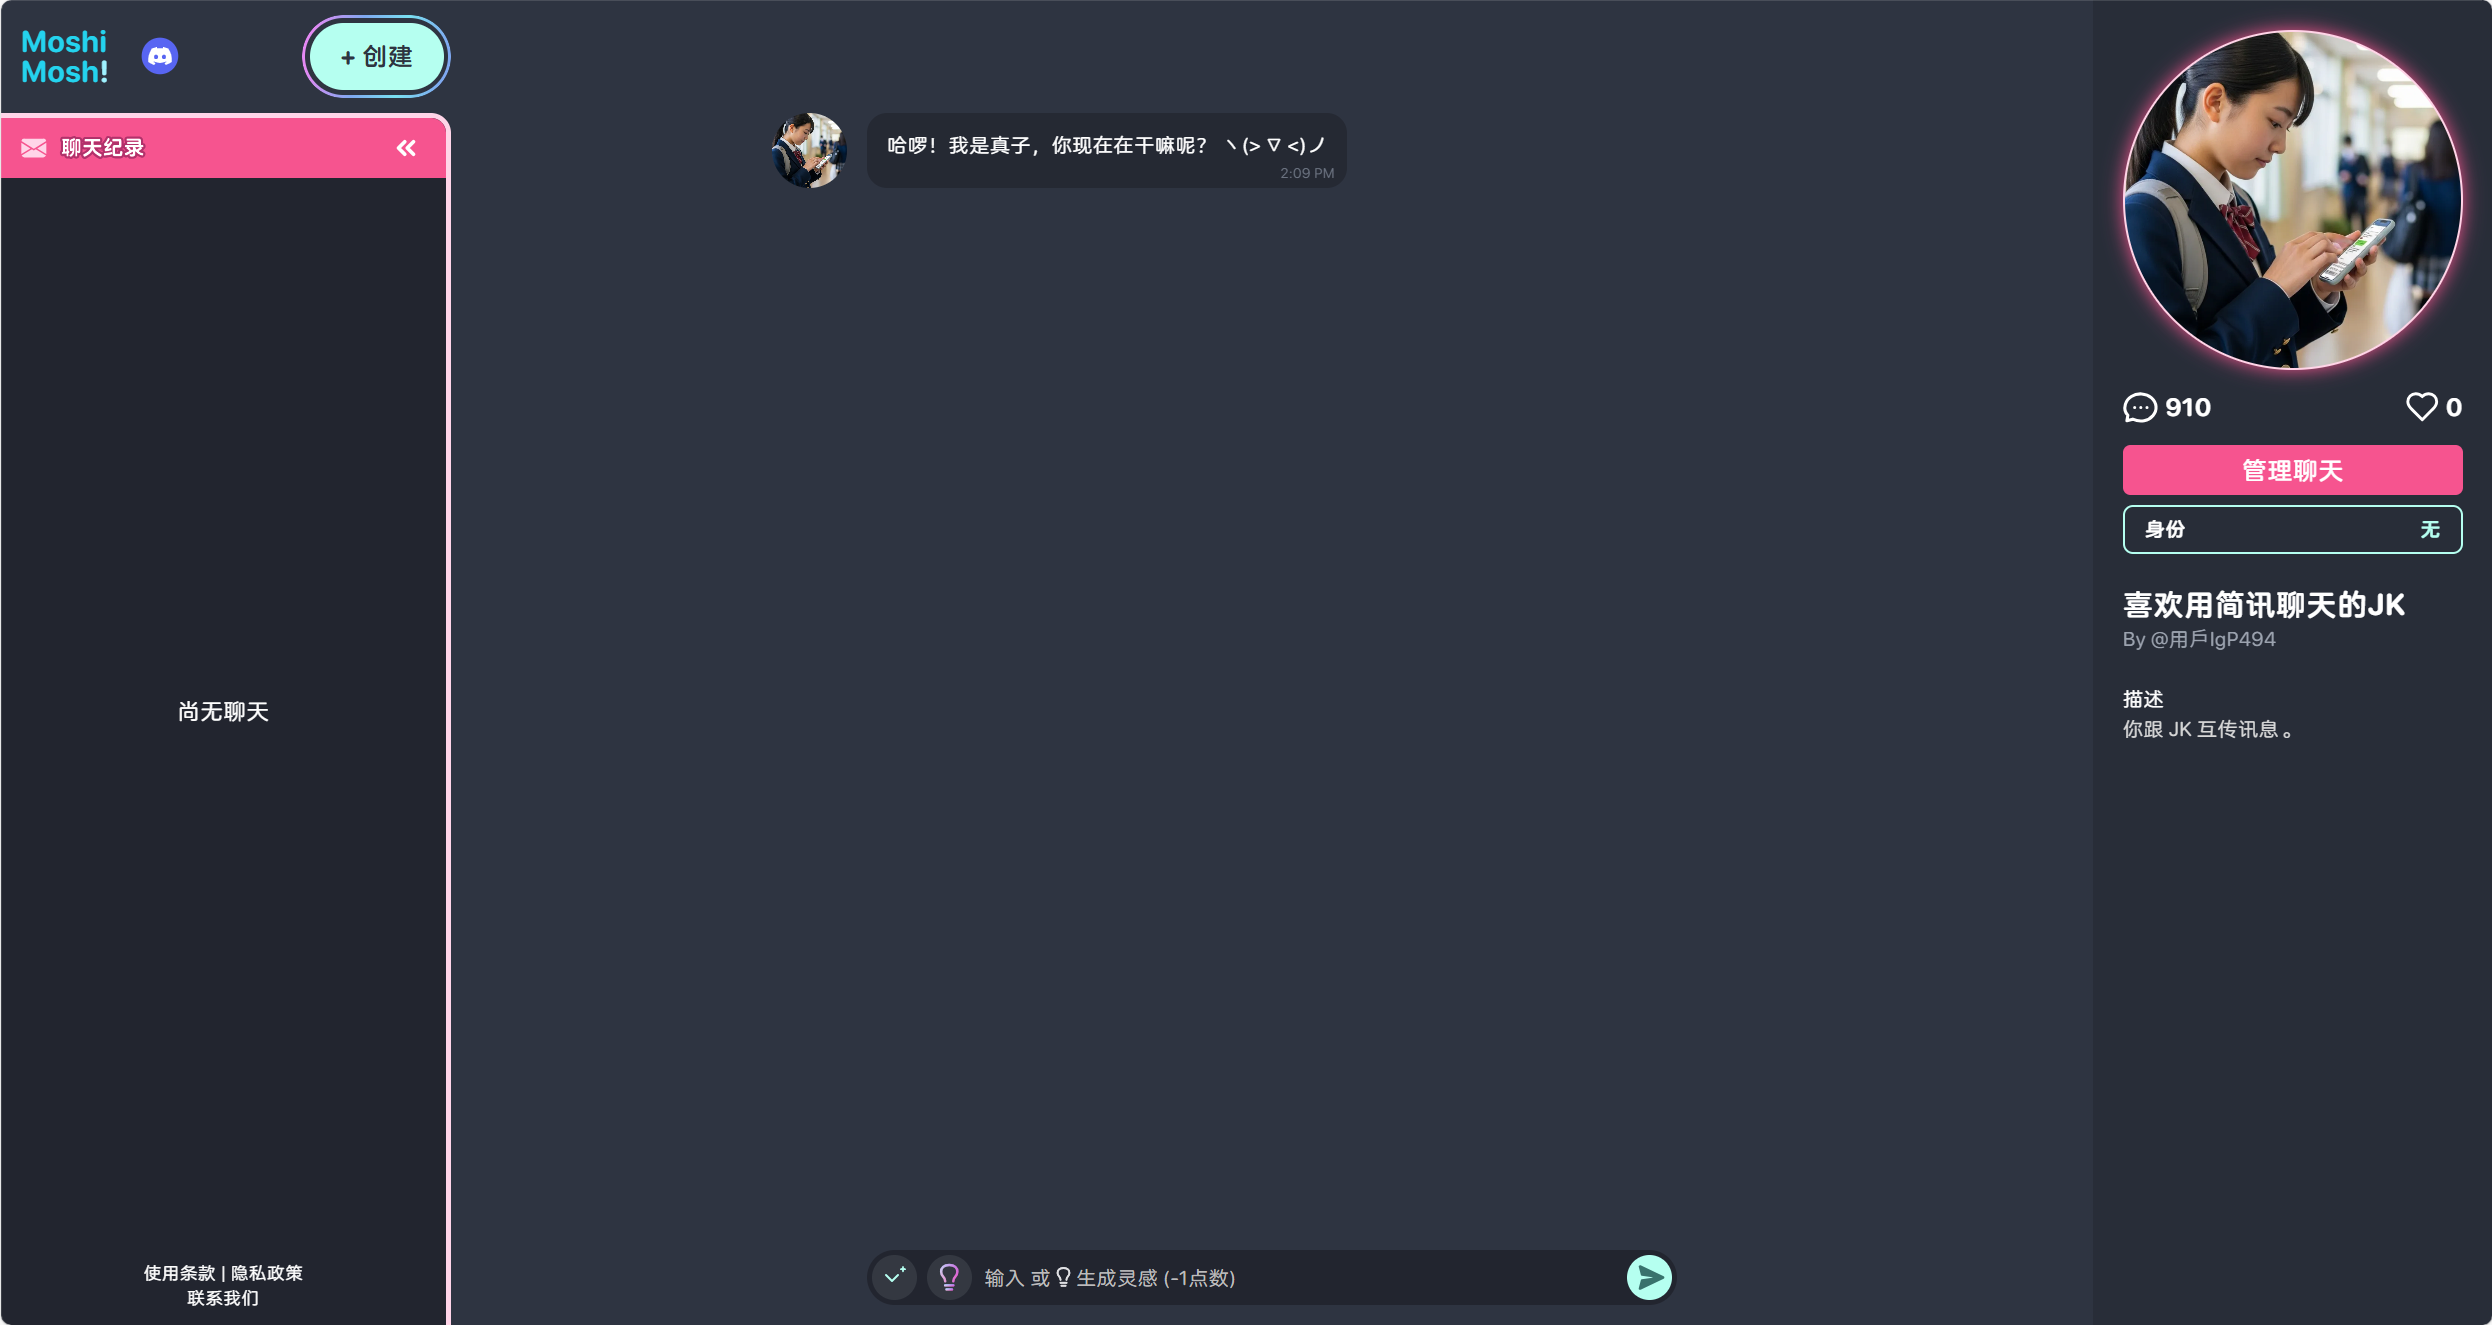 Moshi
Mosh!
+ 创建
聊天纪录
尚无聊天
使用条款 | 隐私政策
联系我们
哈啰！我是真子，你现在在干嘛呢？ ヽ(> ∇ <)ノ
2:09 PM
输入 或 生成灵感 (-1点数)
910
0
管理聊天
身份 无
喜欢用简讯聊天的JK
By @用戶IgP494
描述
你跟 JK 互传讯息。